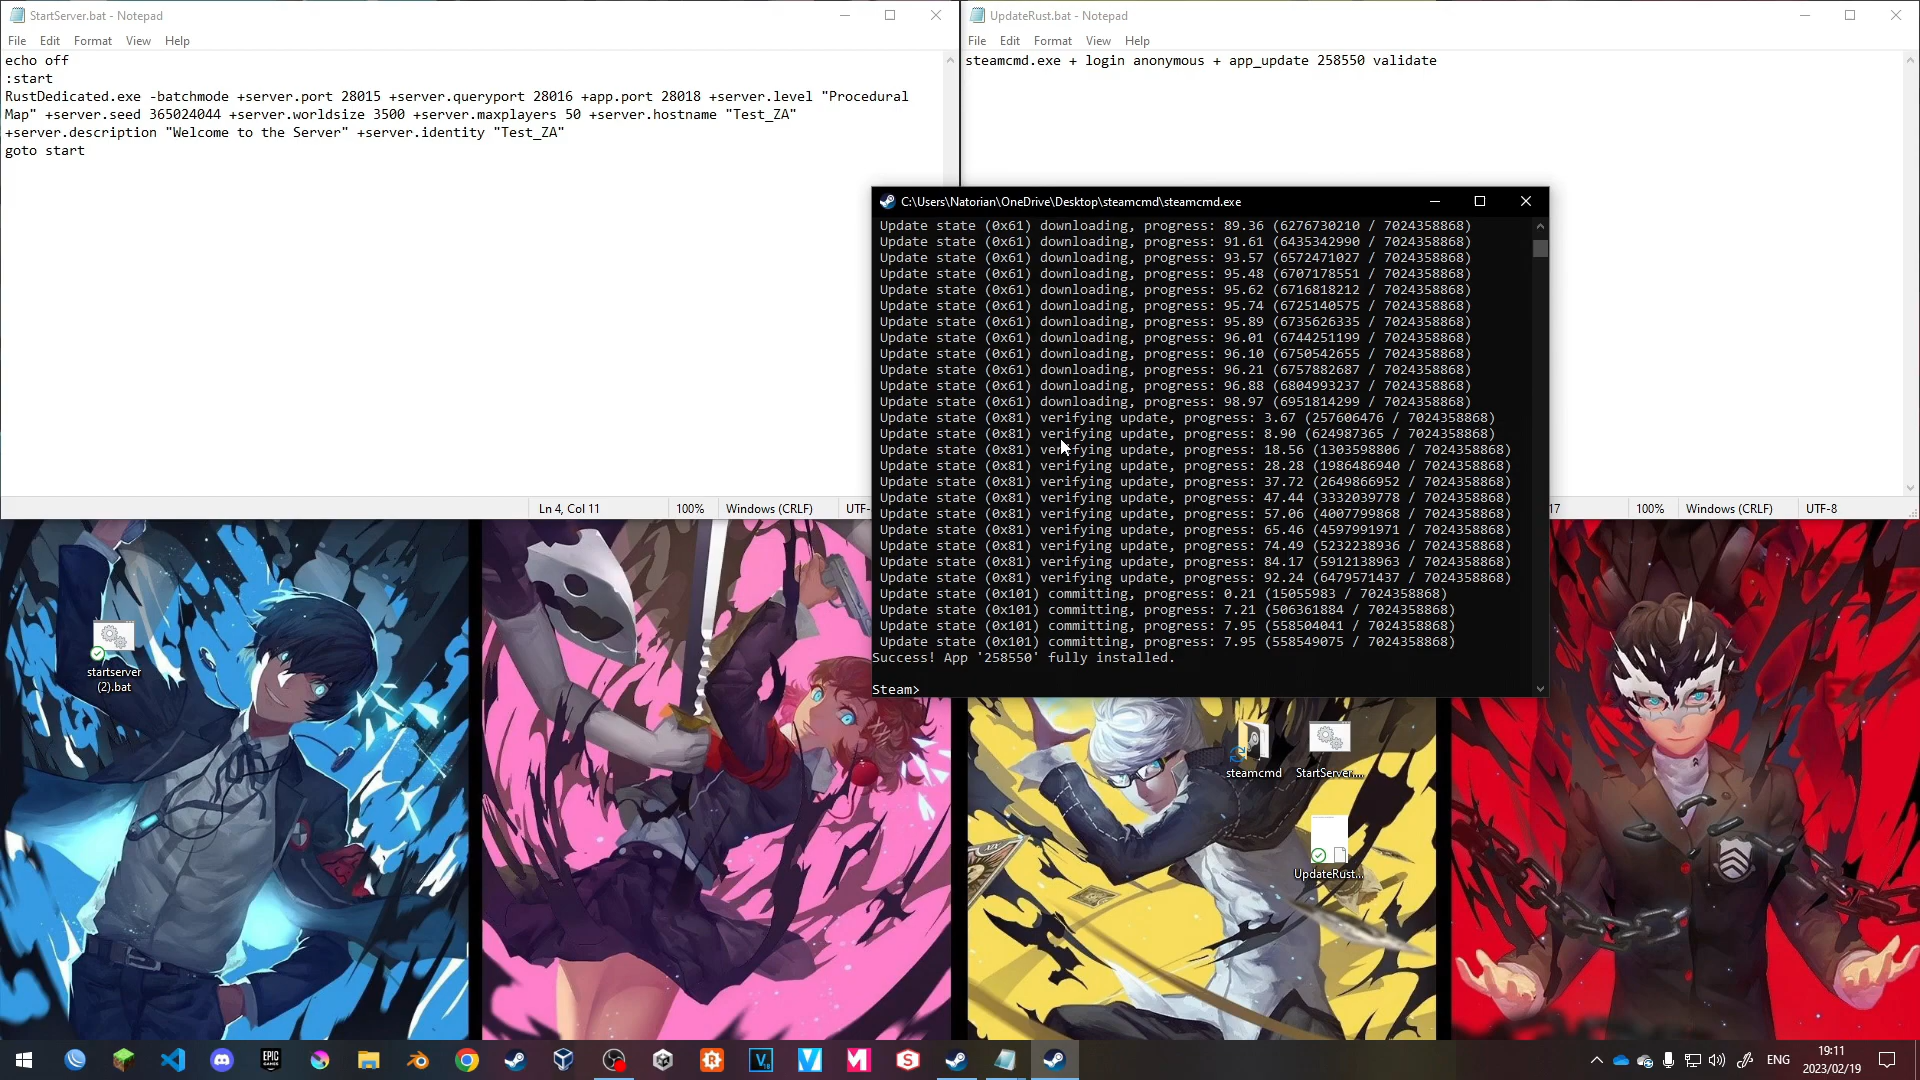 StartServer.bat - Notepad
File Edit Format View Help
echo off
:start
RustDedicated.exe -batchmode +server.port 28015 +server.queryport 28016 +app.port 28018 +server.level "Procedural
Map" +server.seed 365024044 +server.worldsize 3500 +server.maxplayers 50 +server.hostname "Test_ZA"
+server.description "Welcome to the Server" +server.identity "Test_ZA"
goto start
Ln 4, Col 11 100% Windows (CRLF) UTF-
UpdateRust.bat - Notepad
File Edit Format View Help
steamcmd.exe + login anonymous + app_update 258550 validate
17 100% Windows (CRLF) UTF-8
C:\Users\Natorian\OneDrive\Desktop\steamcmd\steamcmd.exe
Update state (0x61) downloading, progress: 89.36 (6276730210 / 7024358868)
Update state (0x61) downloading, progress: 91.61 (6435342990 / 7024358868)
Update state (0x61) downloading, progress: 93.57 (6572471027 / 7024358868)
Update state (0x61) downloading, progress: 95.48 (6707178551 / 7024358868)
Update state (0x61) downloading, progress: 95.62 (6716818212 / 7024358868)
Update state (0x61) downloading, progress: 95.74 (6725140575 / 7024358868)
Update state (0x61) downloading, progress: 95.89 (6735626335 / 7024358868)
Update state (0x61) downloading, progress: 96.01 (6744251199 / 7024358868)
Update state (0x61) downloading, progress: 96.10 (6750542655 / 7024358868)
Update state (0x61) downloading, progress: 96.21 (6757882687 / 7024358868)
Update state (0x61) downloading, progress: 96.88 (6804993237 / 7024358868)
Update state (0x61) downloading, progress: 98.97 (6951814299 / 7024358868)
Update state (0x81) verifying update, progress: 3.67 (257606476 / 7024358868)
Update state (0x81) verifying update, progress: 8.90 (624987365 / 7024358868)
Update state (0x81) verifying update, progress: 18.56 (1303598806 / 7024358868)
Update state (0x81) verifying update, progress: 28.28 (1986486940 / 7024358868)
Update state (0x81) verifying update, progress: 37.72 (2649866952 / 7024358868)
Update state (0x81) verifying update, progress: 47.44 (3332039778 / 7024358868)
Update state (0x81) verifying update, progress: 57.06 (4007799868 / 7024358868)
Update state (0x81) verifying update, progress: 65.46 (4597991971 / 7024358868)
Update state (0x81) verifying update, progress: 74.49 (5232238936 / 7024358868)
Update state (0x81) verifying update, progress: 84.17 (5912138963 / 7024358868)
Update state (0x81) verifying update, progress: 92.24 (6479571437 / 7024358868)
Update state (0x101) committing, progress: 0.21 (15055983 / 7024358868)
Update state (0x101) committing, progress: 7.21 (506361884 / 7024358868)
Update state (0x101) committing, progress: 7.95 (558504041 / 7024358868)
Update state (0x101) committing, progress: 7.95 (558549075 / 7024358868)
Success! App '258550' fully installed.
Steam>
startserver
(2).bat
steamcmd
StartServer....
UpdateRust...
EPIC
GAMES
ENG
19:11
2023/02/19